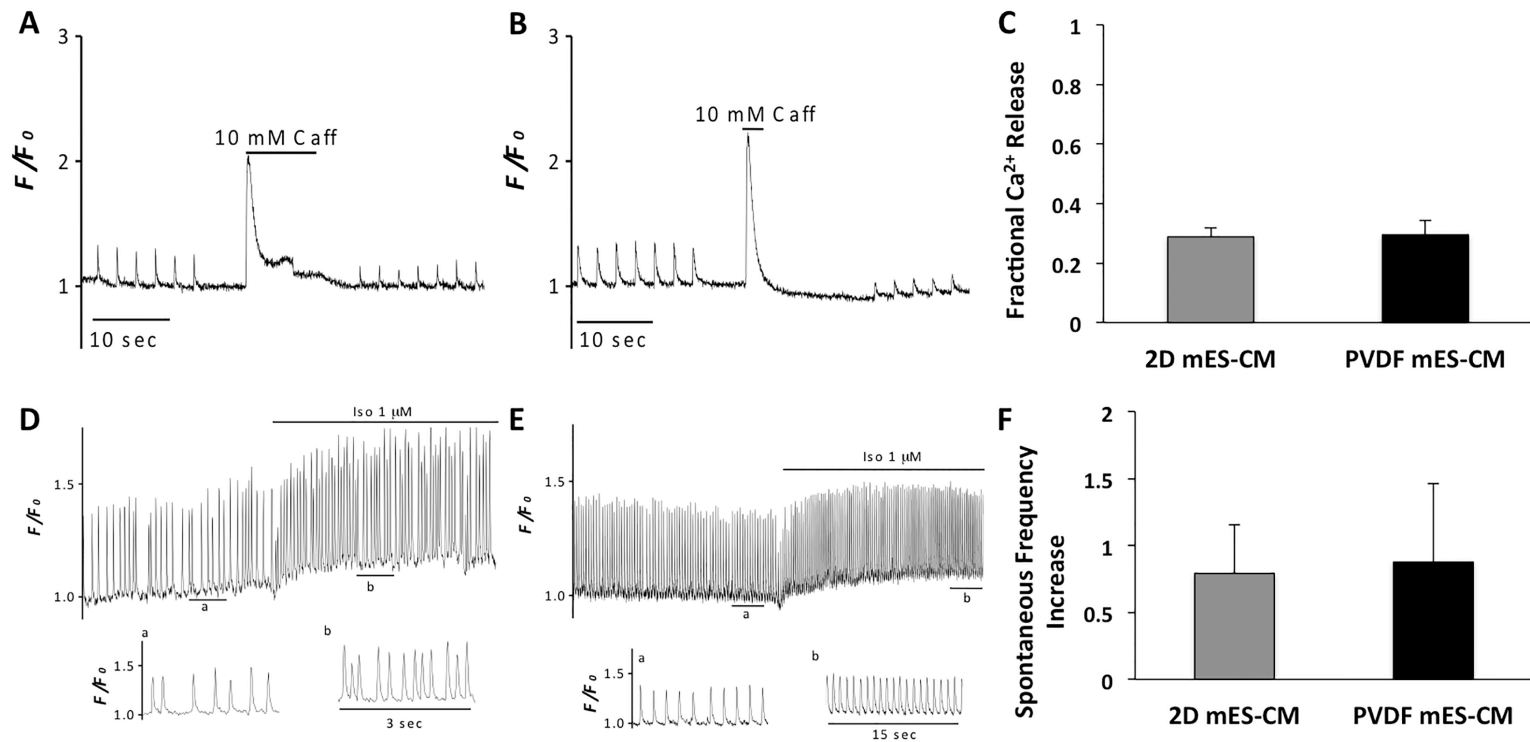 A
3
2
1
F/F0
10 mM Caff
10 sec
B
3
2
1
F/F0
10 mM Caff
10 sec
C
1
0.8
0.6
0.4
0.2
0
Fractional Ca2+ Release
2D mES-CM
PVDF mES-CM
D
Iso 1 μM
1.5
1.0
F/F0
a
b
a
b
1.5
1.0
F/F0
3 sec
E
Iso 1 μM
1.5
1.0
F/F0
a
b
a
b
1.5
1.0
F/F0
15 sec
F
2
1.5
1
0.5
0
Spontaneous Frequency
Increase
2D mES-CM
PVDF mES-CM